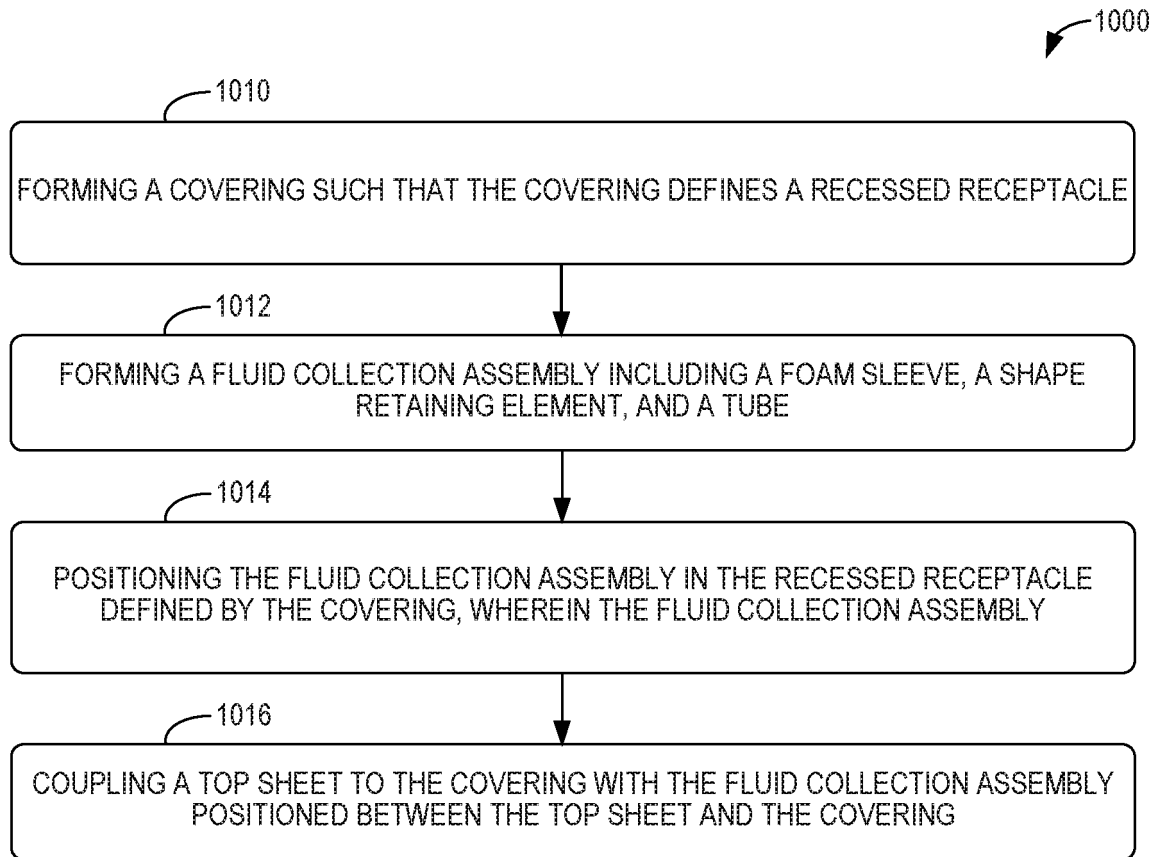 1000
1010
FORMING A COVERING SUCH THAT THE COVERING DEFINES A RECESSED RECEPTACLE
1012
FORMING A FLUID COLLECTION ASSEMBLY INCLUDING A FOAM SLEEVE, A SHAPE
RETAINING ELEMENT, AND A TUBE
1014
POSITIONING THE FLUID COLLECTION ASSEMBLY IN THE RECESSED RECEPTACLE
DEFINED BY THE COVERING, WHEREIN THE FLUID COLLECTION ASSEMBLY
1016
COUPLING A TOP SHEET TO THE COVERING WITH THE FLUID COLLECTION ASSEMBLY
POSITIONED BETWEEN THE TOP SHEET AND THE COVERING